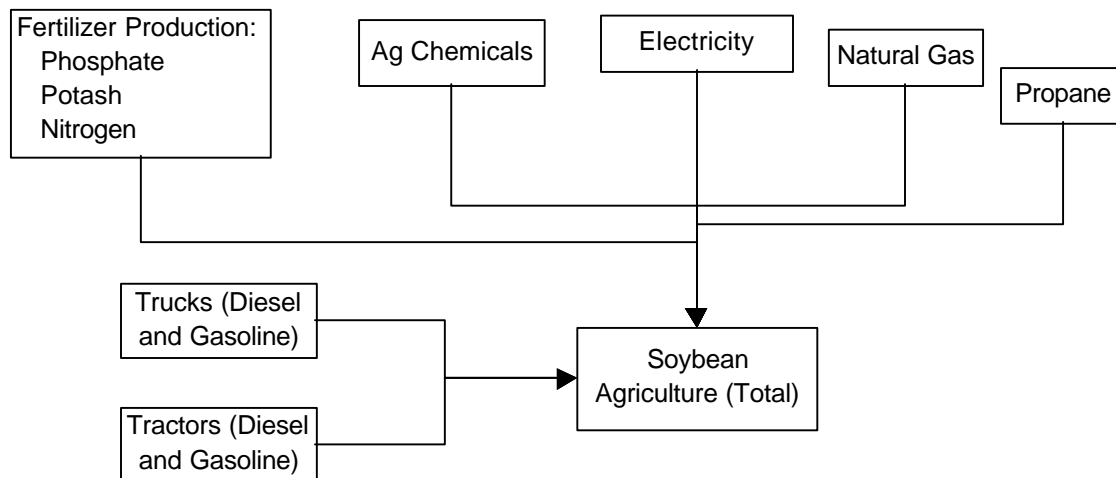 Fertilizer Production:
Phosphate
Potash
Nitrogen
Ag Chemicals
Electricity
Natural Gas
Propane
Trucks (Diesel
and Gasoline)
Soybean
Agriculture (Total)
Tractors (Diesel
and Gasoline)